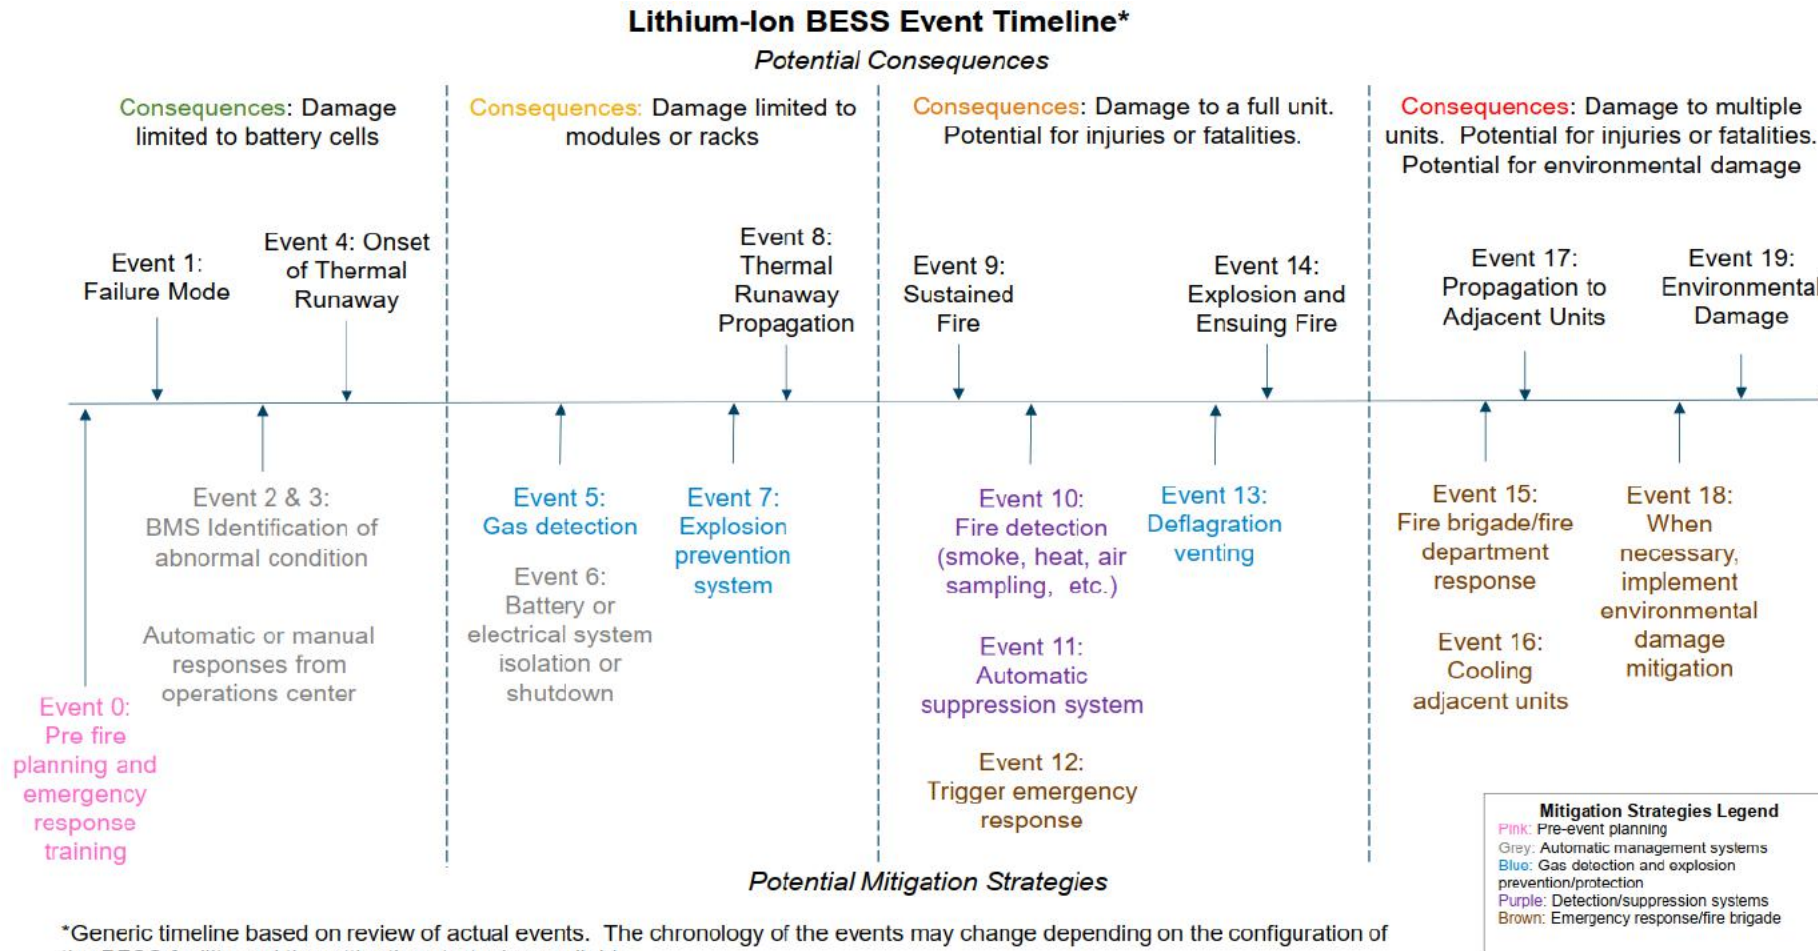 Lithium-Ion BESS Event Timeline*
Potential Consequences
Consequences: Damage
limited to battery cells
Consequences: Damage limited to
modules or racks
Consequences: Damage to a full unit.
Potential for injuries or fatalities.
Consequences: Damage to multiple
units. Potential for injuries or fatalities.
Potential for environmental damage
Event 1:
Failure Mode
Event 4: Onset
of Thermal
Runaway
Event 8:
Thermal
Runaway
Propagation
Event 9:
Sustained
Fire
Event 14:
Explosion and
Ensuing Fire
Event 17:
Propagation to
Adjacent Units
Event 19:
Environmental
Damage
Event 0:
Pre fire
planning and
emergency
response
training
Event 2 & 3:
BMS Identification of
abnormal condition
Automatic or manual
responses from
operations center
Event 5:
Gas detection
Event 6:
Battery or
electrical system
isolation or
shutdown
Event 7:
Explosion
prevention
system
Event 10:
Fire detection
(smoke, heat, air
sampling, etc.)
Event 11:
Automatic
suppression system
Event 12:
Trigger emergency
response
Event 13:
Deflagration
venting
Event 15:
Fire brigade/fire
department
response
Event 16:
Cooling
adjacent units
Event 18:
When
necessary,
implement
environmental
damage
mitigation
Potential Mitigation Strategies
Mitigation Strategies Legend
Pink: Pre-event planning
Grey: Automatic management systems
Blue: Gas detection and explosion
prevention/protection
Purple: Detection/suppression systems
Brown: Emergency response/fire brigade
*Generic timeline based on review of actual events. The chronology of the events may change depending on the configuration of